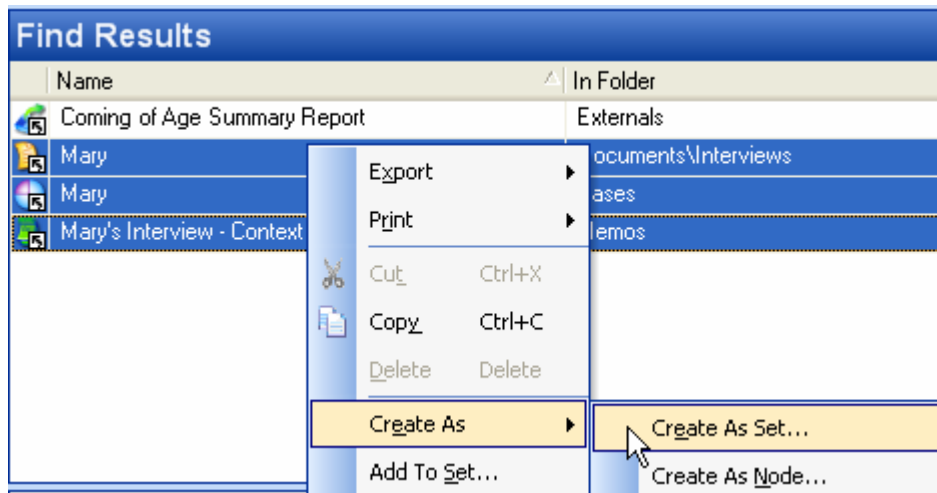 Find Results
Name In Folder
Coming of Age Summary Report Externals
Mary ocuments\Interviews
Mary ases
Mary's Interview - Context lemos
Export
Print
Cut Ctrl+X
Copy Ctrl+C
Delete Delete
Create As Create As Set...
Add To Set... Create As Node...